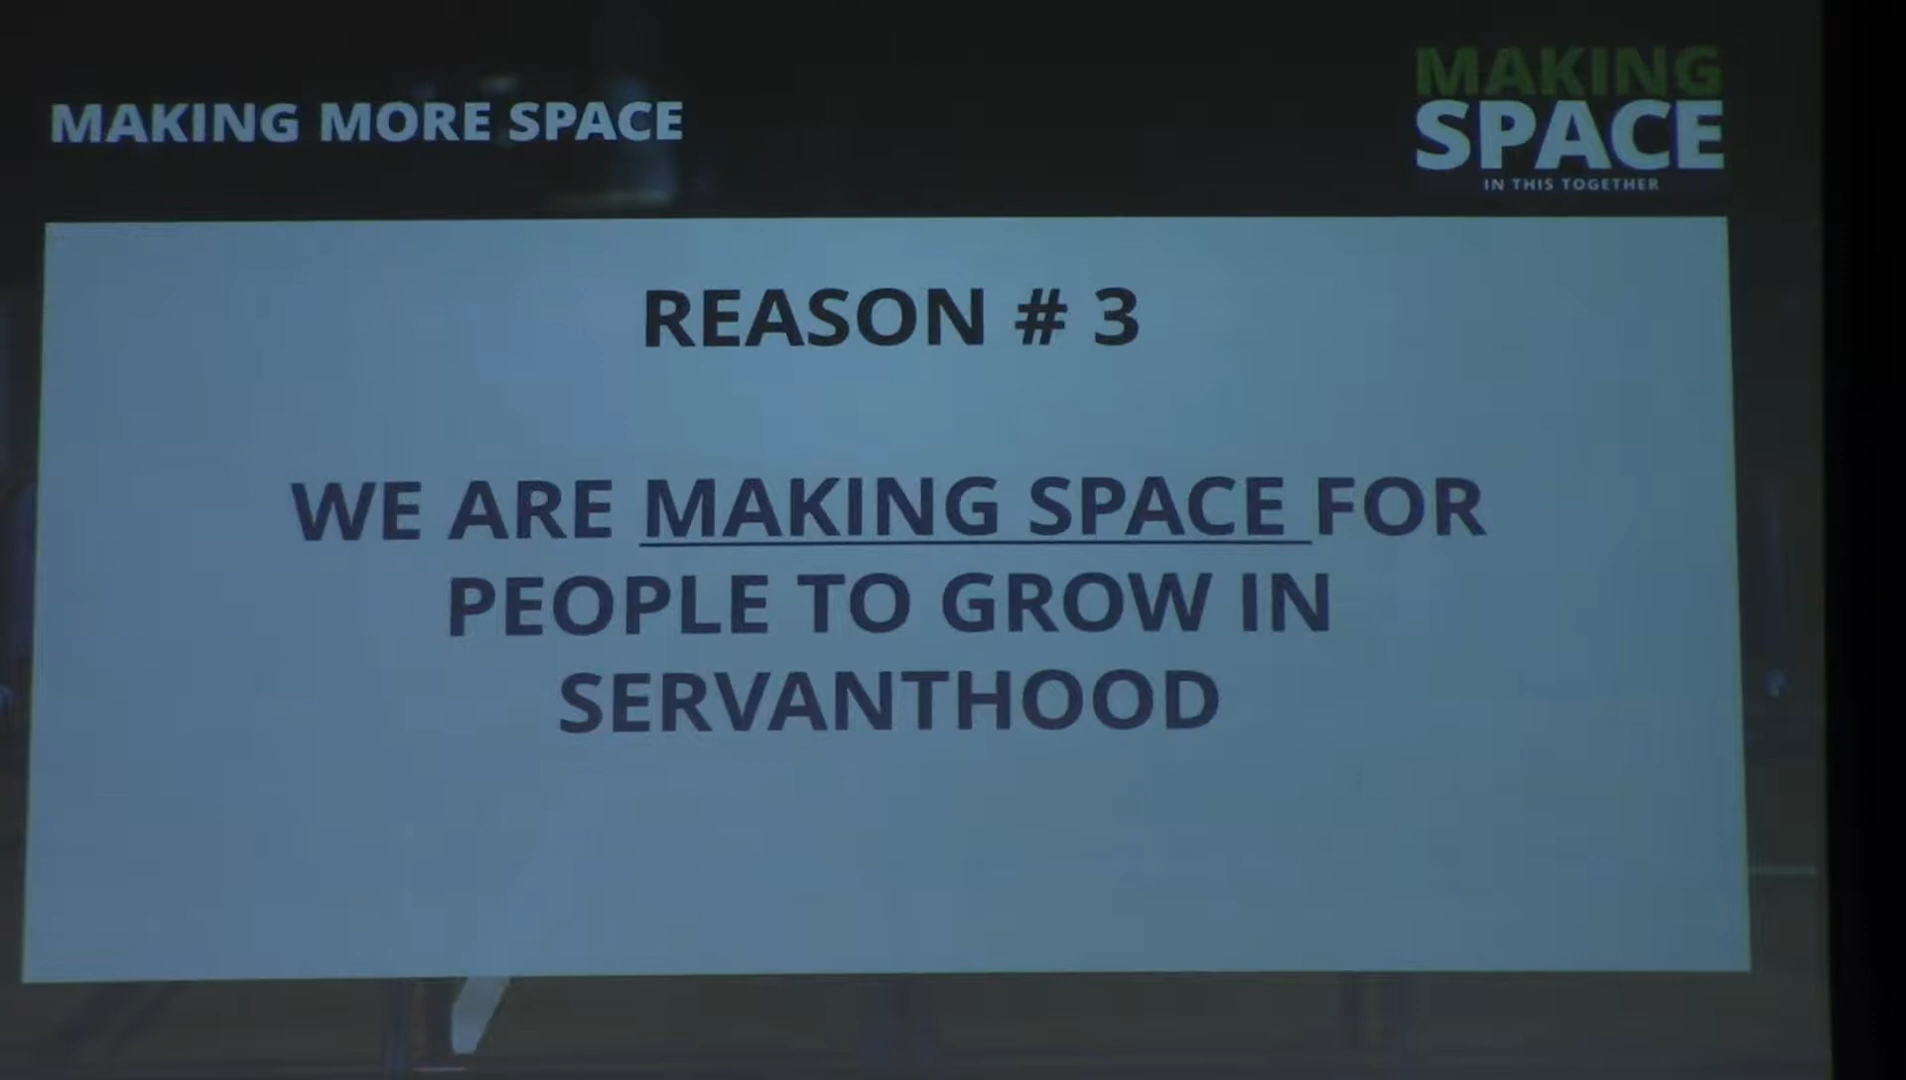 MAKING MORE SPACE
MAKING
SPACE
IN THIS TOGETHER
REASON # 3
WE ARE MAKING SPACE FOR
PEOPLE TO GROW IN
SERVANTHOOD